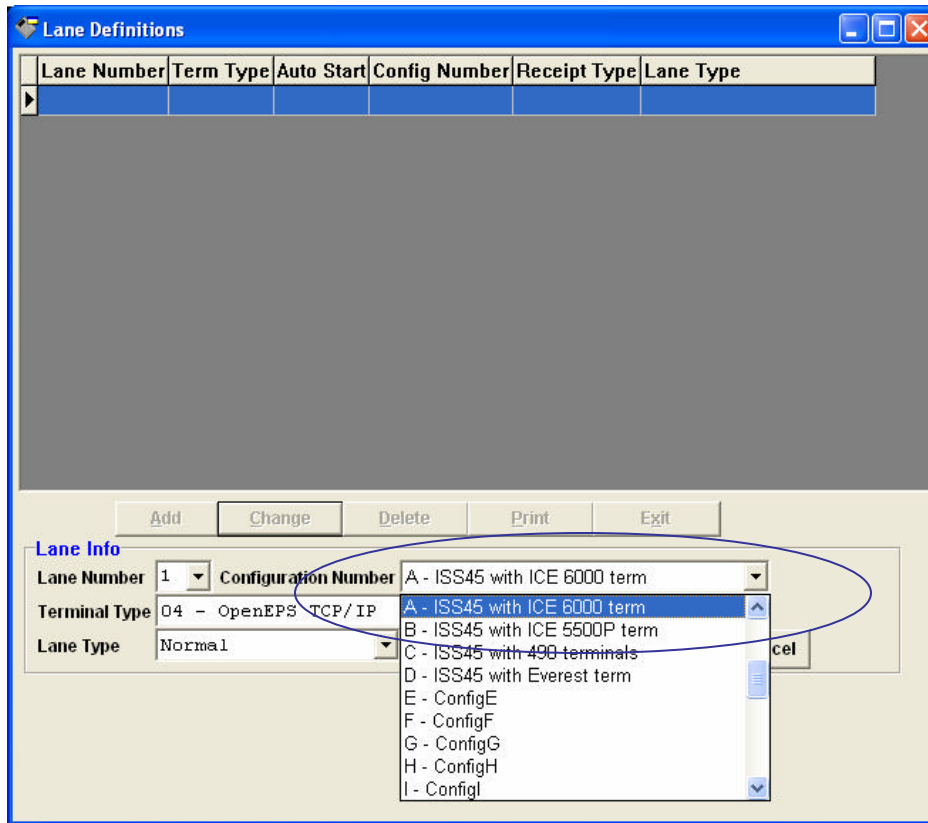 Lane Definitions
Lane Number Term Type Auto Start Config Number Receipt Type Lane Type
Add Change Delete Print Exit
Lane Info
Lane Number 1 Configuration Number A - ISS45 with ICE 6000 term
Terminal Type 04 - OpenEPS TCP/IP
Lane Type Normal
A - ISS45 with ICE 6000 term
B - ISS45 with ICE 5500P term
C - ISS45 with 490 terminals
D - ISS45 with Everest term
E - ConfigE
F - ConfigF
G - ConfigG
H - ConfigH
I - ConfigI
cel